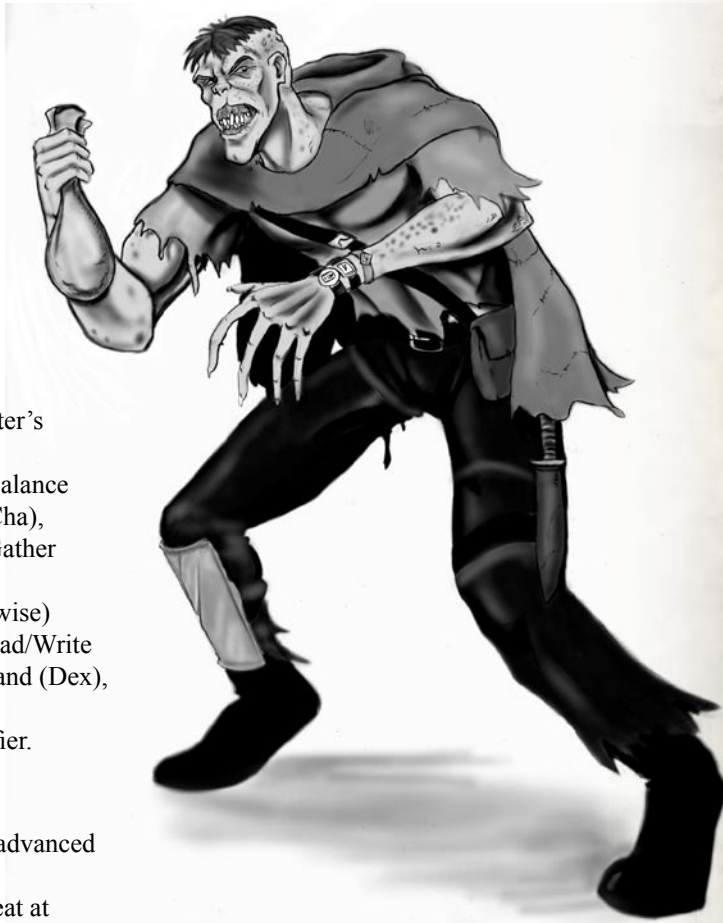 ter's
alance
Cha),
Gather
wise)
ad/Write
and (Dex),
fier.
advanced
eat at